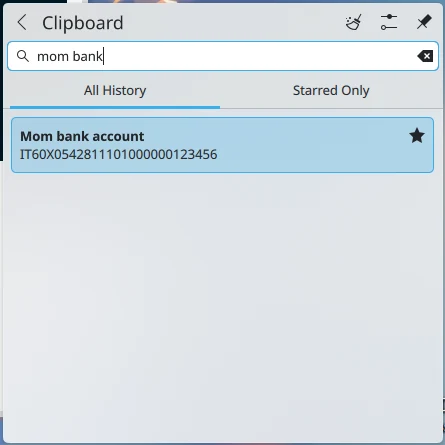 Clipboard
mom bank
All History
Starred Only
Mom bank account
IT60X0542811101000000123456